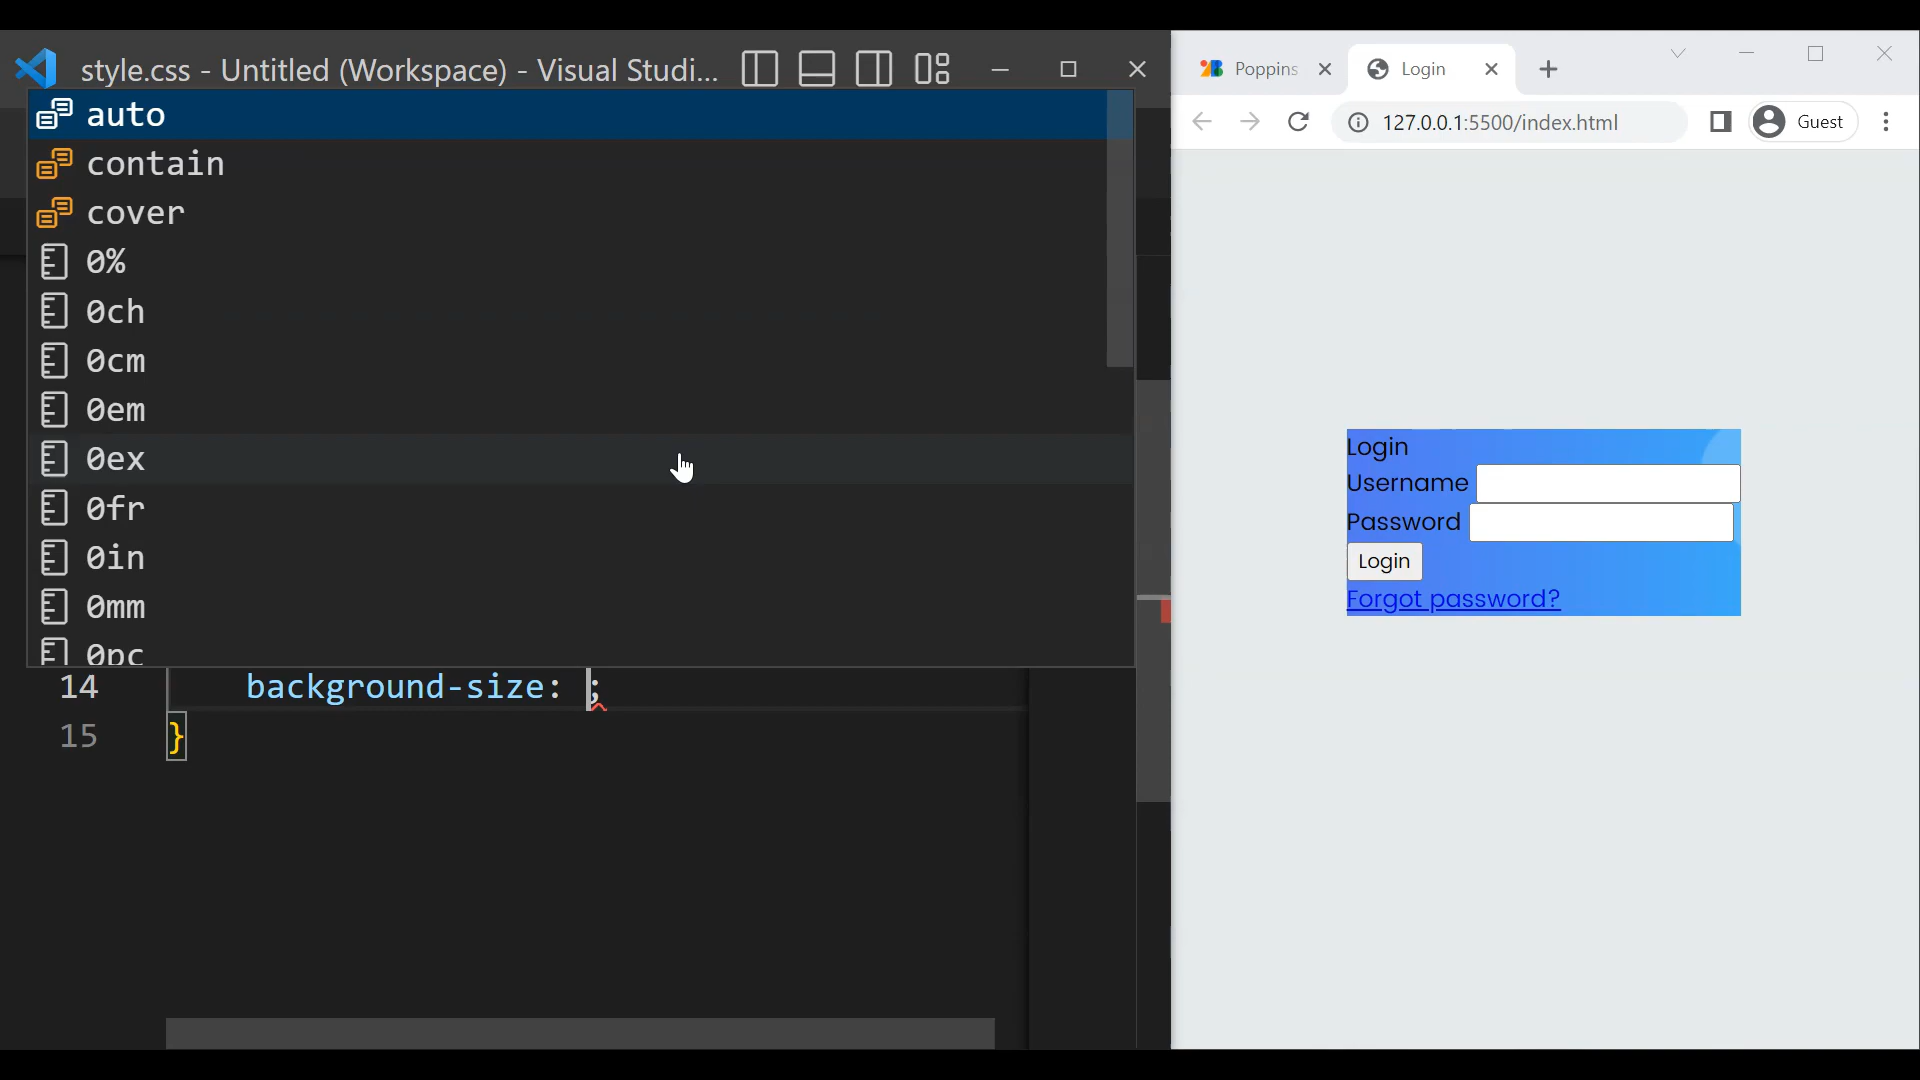 style.css - Untitled (Workspace) - Visual Studi...
auto
contain
cover
0%
0ch
0cm
0em
0ex
0fr
0in
0mm
0pc
14 background-size: ;
15 }
Poppins
Login
127.0.0.1:5500/index.html
Guest
Login
Username
Password
Login
Forgot password?